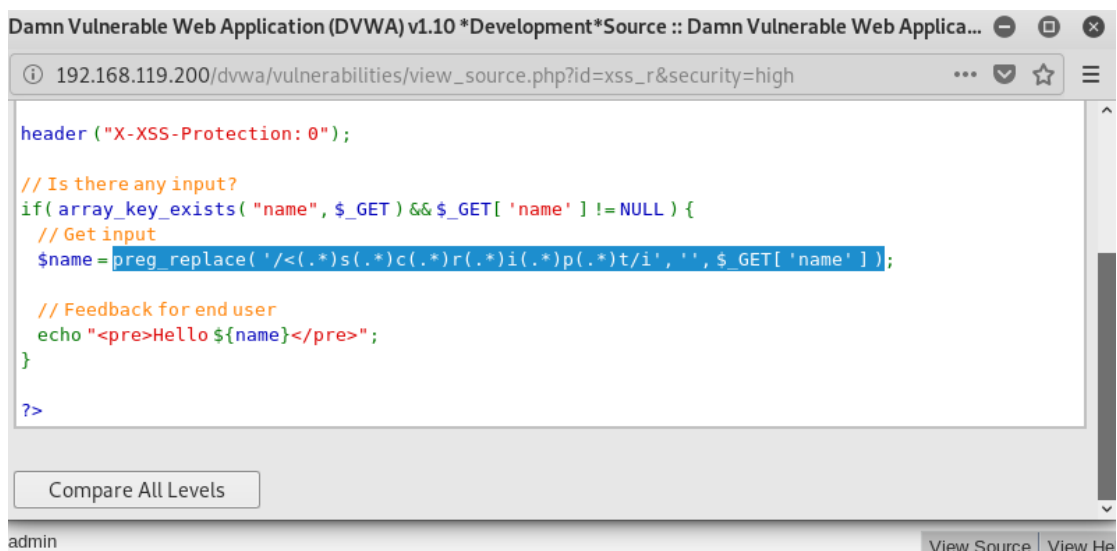 Damn Vulnerable Web Application (DVWA) v1.10 *Development*Source :: Damn Vulnerable Web Applica...
192.168.119.200/dvwa/vulnerabilities/view_source.php?id=xss_r&security=high
header ("X-XSS-Protection: 0");
// Is there any input?
if( array_key_exists( "name", $_GET ) && $_GET[ 'name' ] != NULL ) {
// Get input
$name = preg_replace( '/<(.*)s(.*)c(.*)r(.*)i(.*)p(.*)t/i', '', $_GET[ 'name' ] );
// Feedback for end user
echo "<pre>Hello ${name}</pre>";
}
?>
Compare All Levels
admin
View Source View He